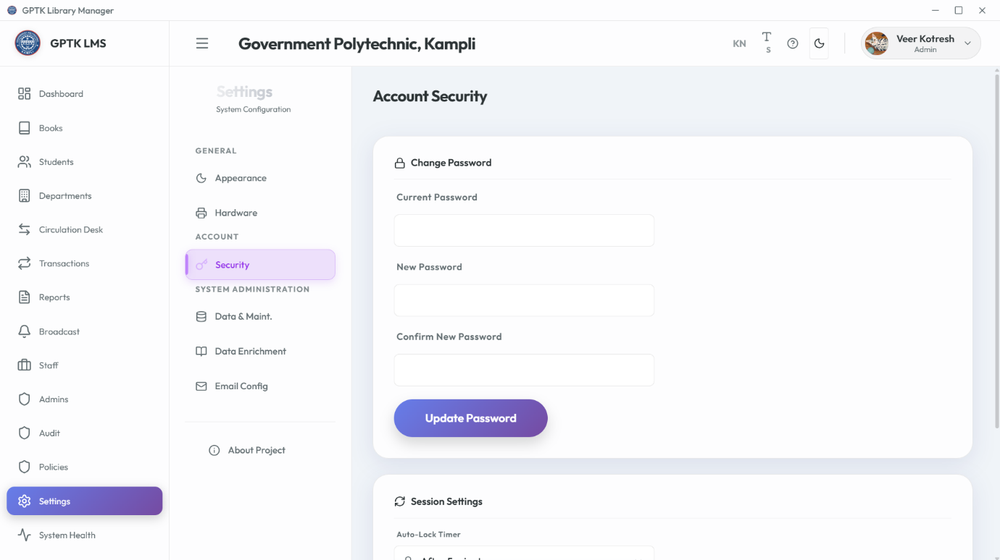 GPTK Library Manager
GPTK LMS
Government Polytechnic, Kampli
KN
T
S
Veer Kotresh
Admin
Dashboard
Books
Students
Departments
Circulation Desk
Transactions
Reports
Broadcast
Staff
Admins
Audit
Policies
Settings
System Health
Settings
System Configuration
GENERAL
Appearance
Hardware
ACCOUNT
Security
SYSTEM ADMINISTRATION
Data & Maint.
Data Enrichment
Email Config
About Project
Account Security
Change Password
Current Password
New Password
Confirm New Password
Update Password
Session Settings
Auto-Lock Timer